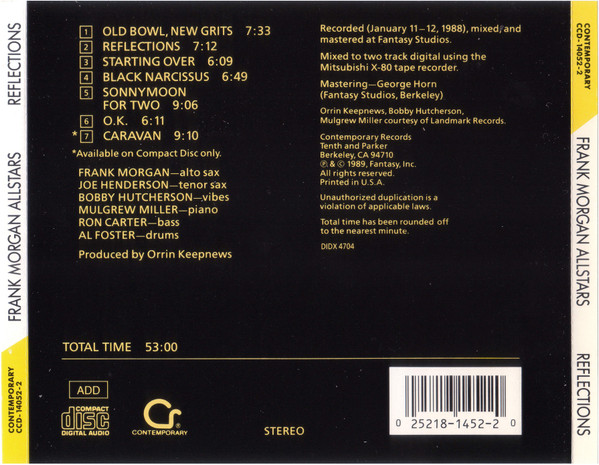 CONTEMPORARY
CCD-14052-2
REFLECTIONS
FRANK MORGAN ALLSTARS
1 OLD BOWL, NEW GRITS 7:33
2 REFLECTIONS 7:12
3 STARTING OVER 6:09
4 BLACK NARCISSUS 6:49
5 SONNYMOON
FOR TWO 9:06
6 O.K. 6:11
*7 CARAVAN 9:10
*Available on Compact Disc only.
FRANK MORGAN—alto sax
JOE HENDERSON—tenor sax
BOBBY HUTCHERSON—vibes
MULGREW MILLER—piano
RON CARTER—bass
AL FOSTER—drums
Produced by Orrin Keepnews
Recorded (January 11–12, 1988), mixed, and
mastered at Fantasy Studios.
Mixed to two track digital using the
Mitsubishi X-80 tape recorder.
Mastering—George Horn
(Fantasy Studios, Berkeley)
Orrin Keepnews, Bobby Hutcherson,
Mulgrew Miller courtesy of Landmark Records.
Contemporary Records
Tenth and Parker
Berkeley, CA 94710
℗ & © 1989, Fantasy, Inc.
All rights reserved.
Printed in U.S.A.
Unauthorized duplication is a
violation of applicable laws.
Total time has been rounded off
to the nearest minute.
DIDX 4704
TOTAL TIME 53:00
ADD
COMPACT
disc
DIGITAL AUDIO
CONTEMPORARY
STEREO
0 25218-1452-2 0
CONTEMPORARY
CCD-14052-2
FRANK MORGAN ALLSTARS
REFLECTIONS